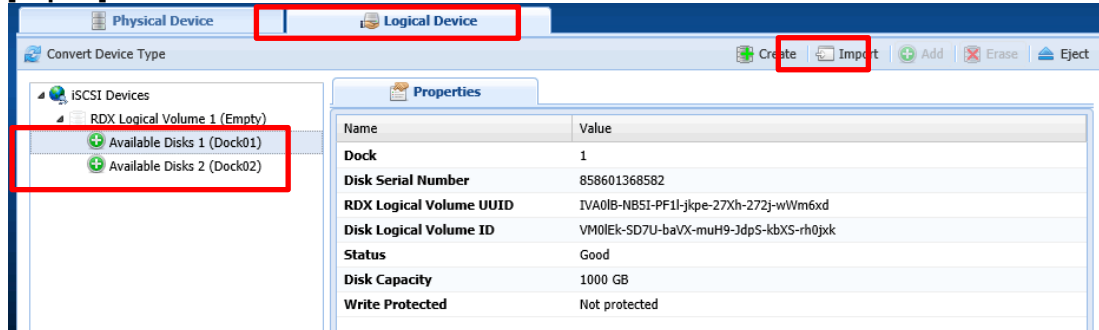 Physical Device
Logical Device
Convert Device Type
Create
Import
Add
Erase
Eject
iSCSI Devices
RDX Logical Volume 1 (Empty)
Available Disks 1 (Dock01)
Available Disks 2 (Dock02)
Properties
Name Value
Dock 1
Disk Serial Number 858601368582
RDX Logical Volume UUID IVA0lB-NB5I-PF1l-jkpe-27Xh-272j-wWm6xd
Disk Logical Volume ID VM0lEk-SD7U-baVX-muH9-JdpS-kbXS-rh0jxk
Status Good
Disk Capacity 1000 GB
Write Protected Not protected